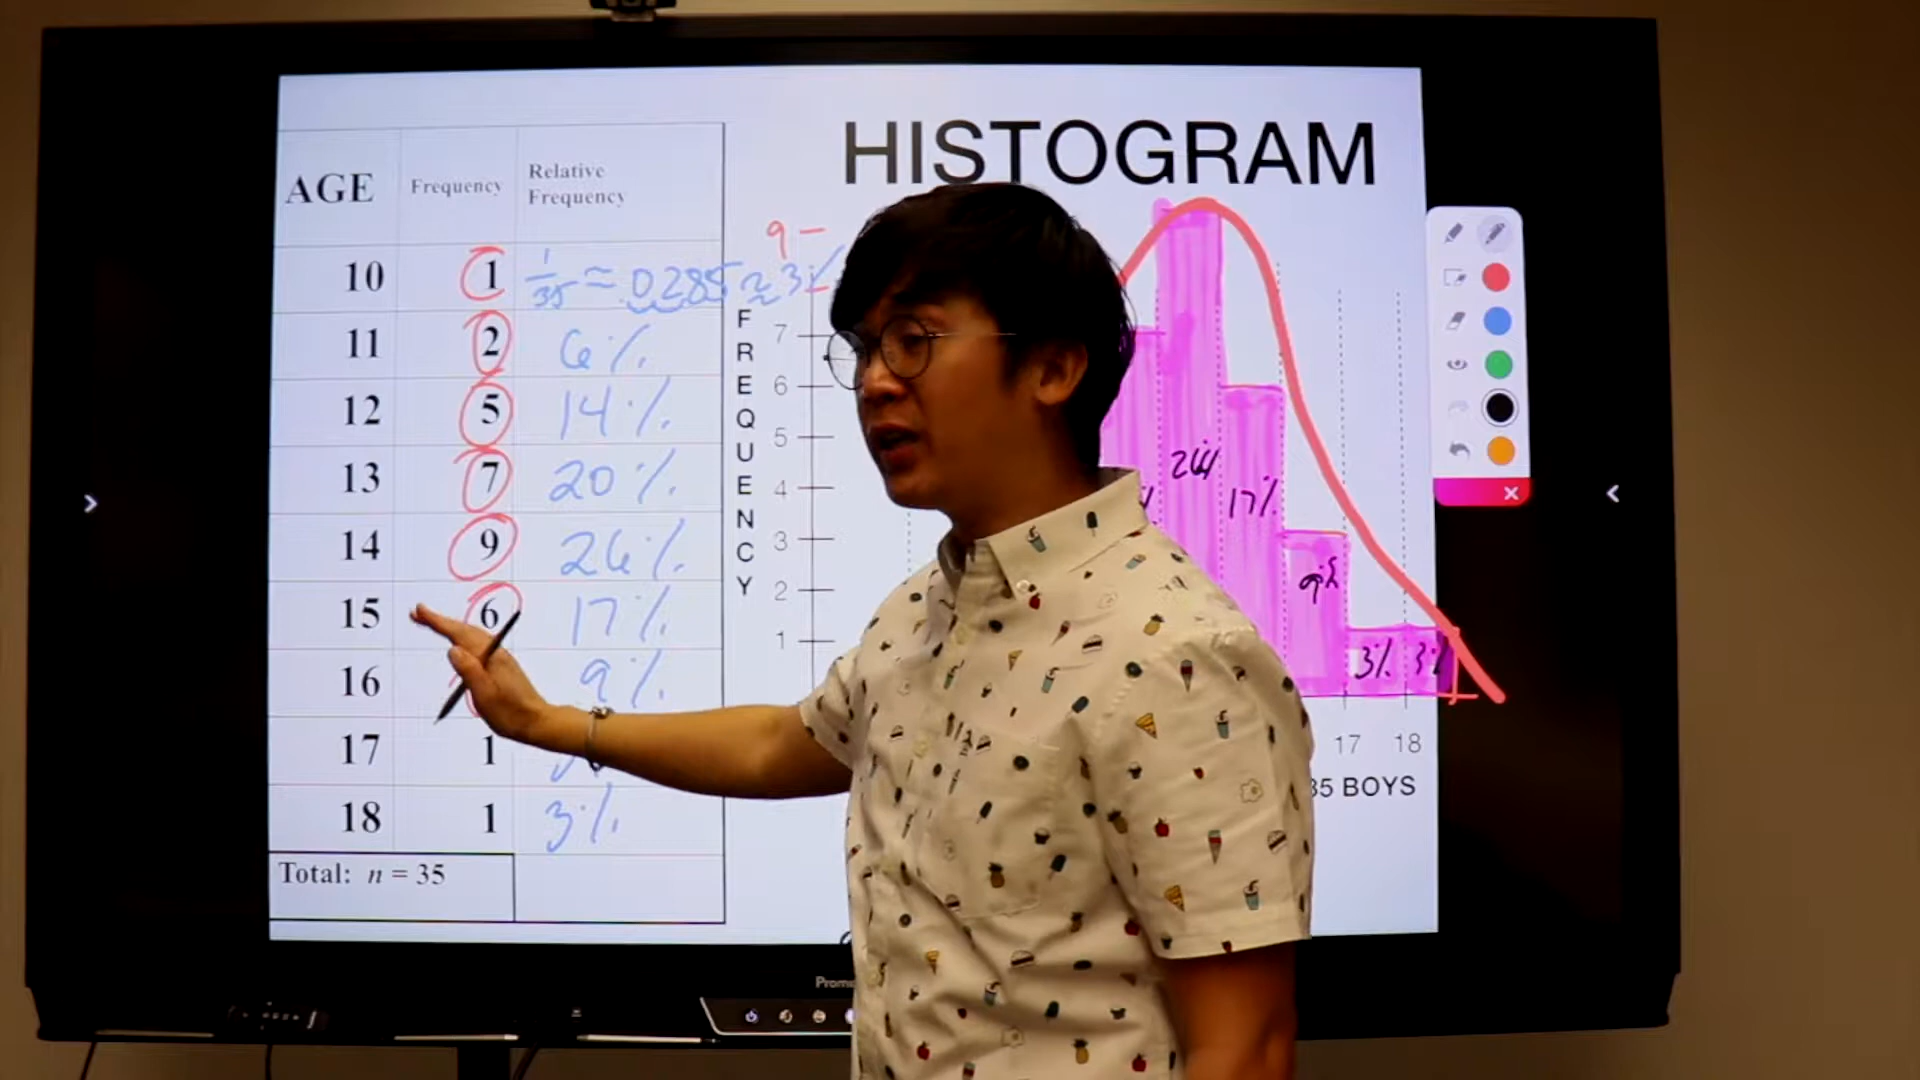 HISTOGRAM
AGE Frequency Relative Frequency
10 1 1/35 ≈ 0285 ≈ 3%
11 2 6%
12 5 14%
13 7 20%
14 9 26%
15 6 17%
16 9%
17 1
18 1 3%
Total: n = 35
9
FREQUENCY
7
6
5
4
3
2
1
26%
17%
9%
3% 3%
17 18
35 BOYS
Prome